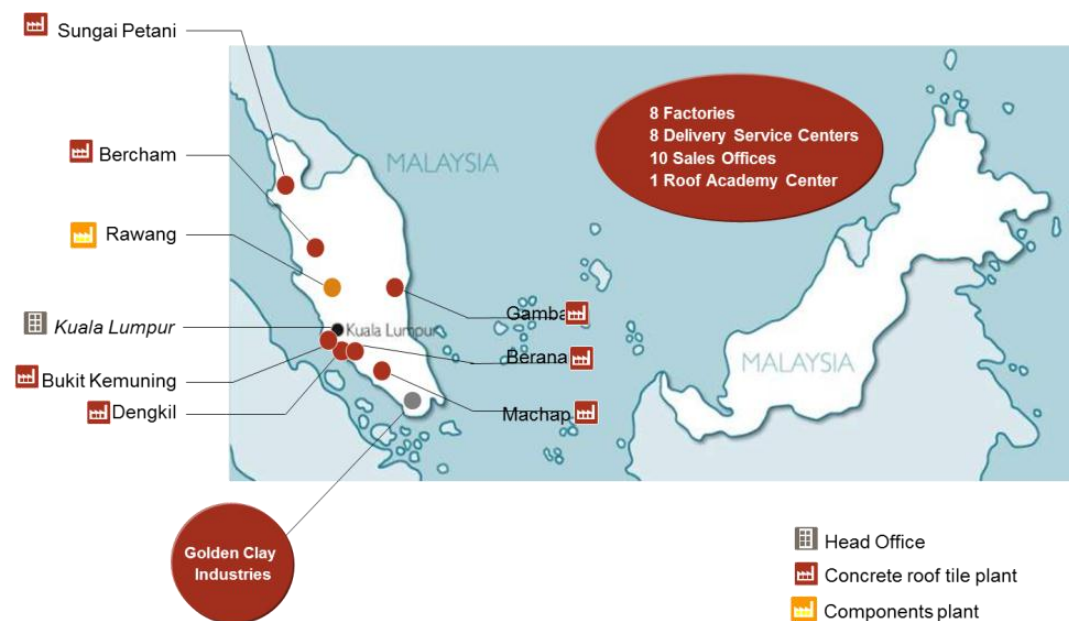 Sungai Petani
Bercham
Rawang
Kuala Lumpur
Bukit Kemuning
Dengkil
MALAYSIA
Kuala Lumpur
8 Factories
8 Delivery Service Centers
10 Sales Offices
1 Roof Academy Center
Gamba
Berana
Machap
MALAYSIA
Golden Clay
Industries
Head Office
Concrete roof tile plant
Components plant